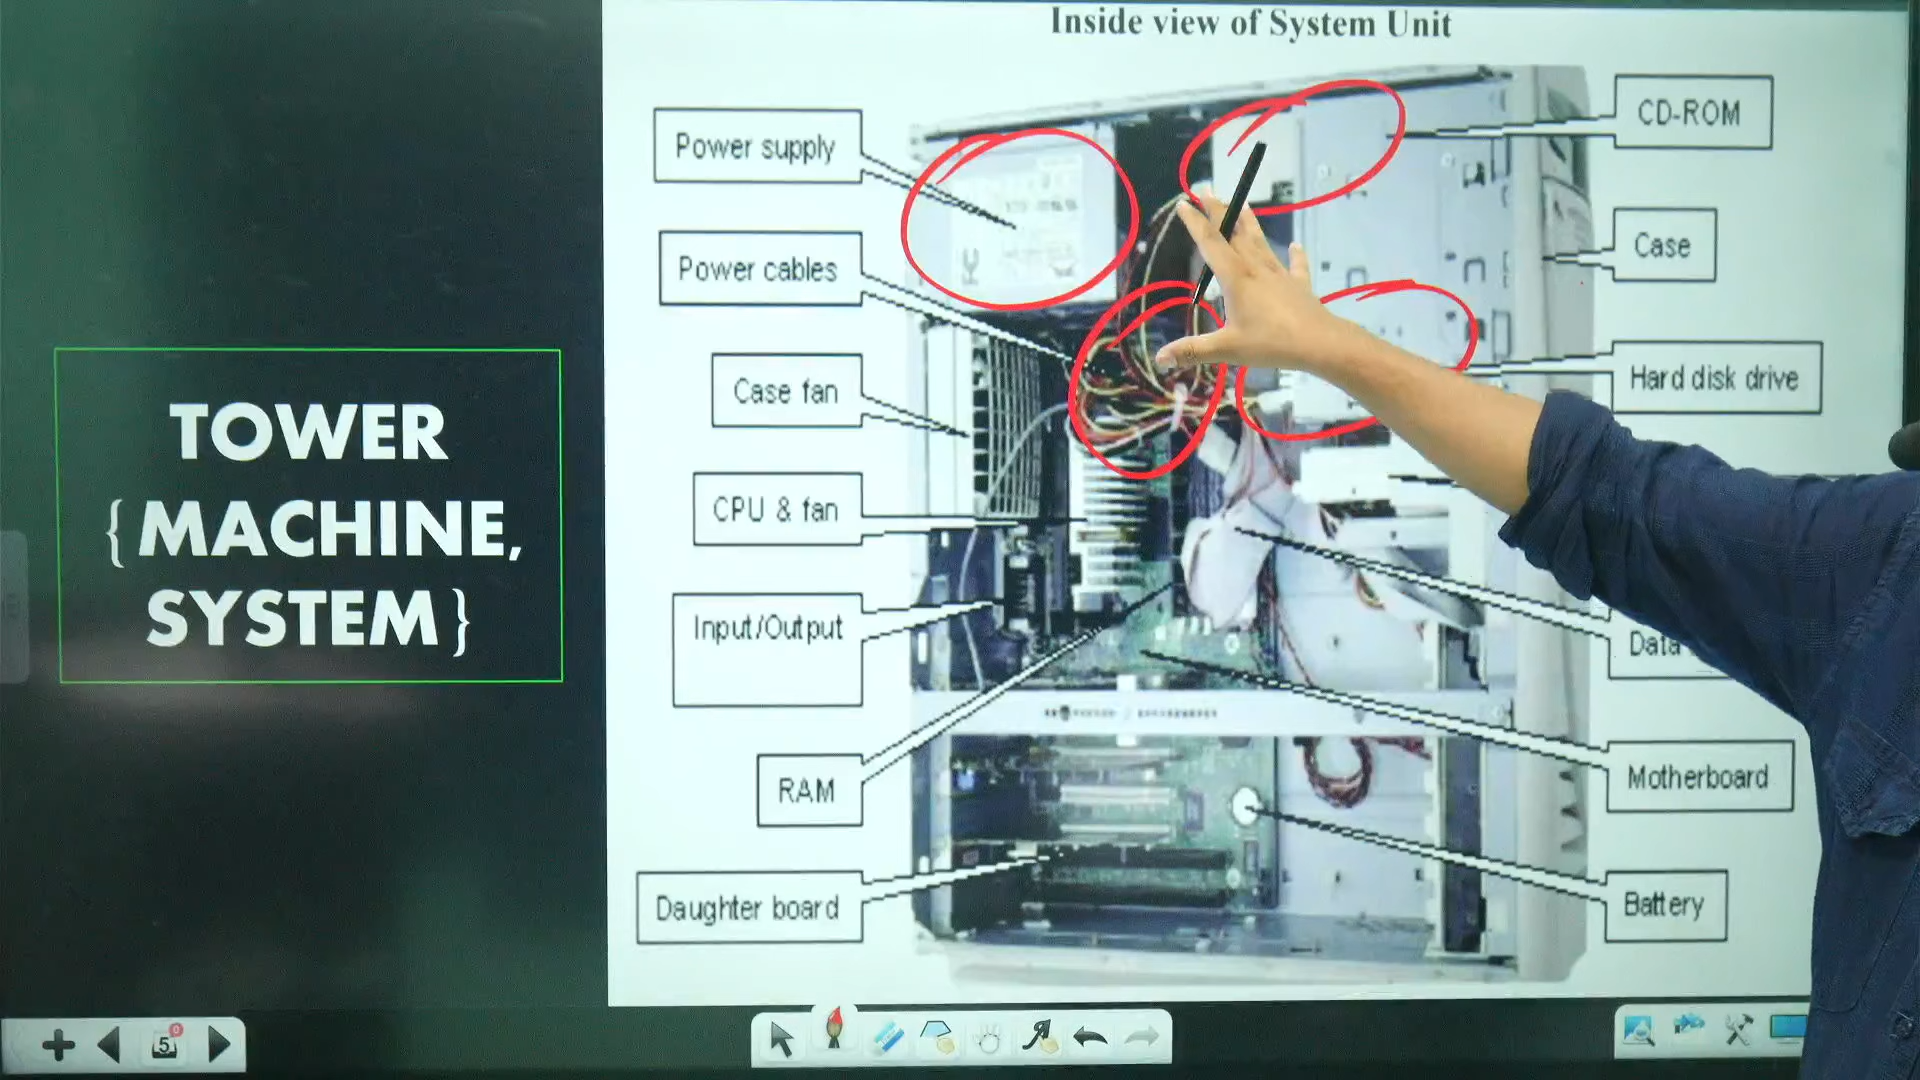 Inside view of System Unit
TOWER
{MACHINE,
SYSTEM}
Power supply
Power cables
Case fan
CPU & fan
Input/Output
RAM
Daughter board
CD-ROM
Case
Hard disk drive
Data
Motherboard
Battery
5
0